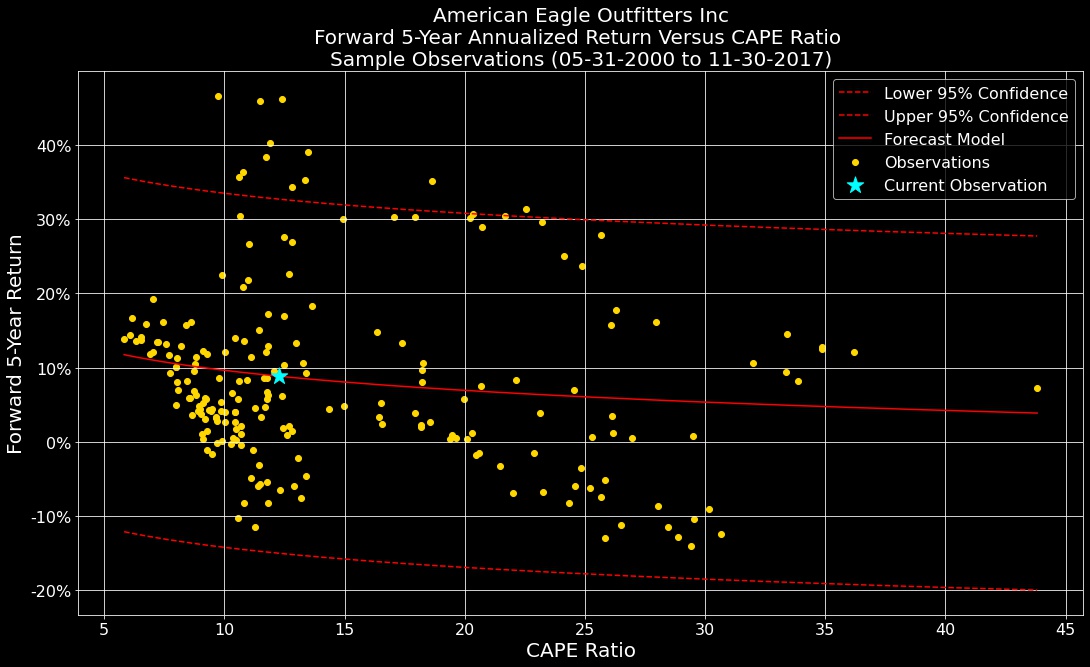 American Eagle Outfitters Inc
Forward 5-Year Annualized Return Versus CAPE Ratio
Sample Observations (05-31-2000 to 11-30-2017)
Lower 95% Confidence
Upper 95% Confidence
Forecast Model
Observations
Current Observation
Forward 5-Year Return
40%
30%
20%
10%
0%
-10%
-20%
5 10 15 20 25 30 35 40 45
CAPE Ratio